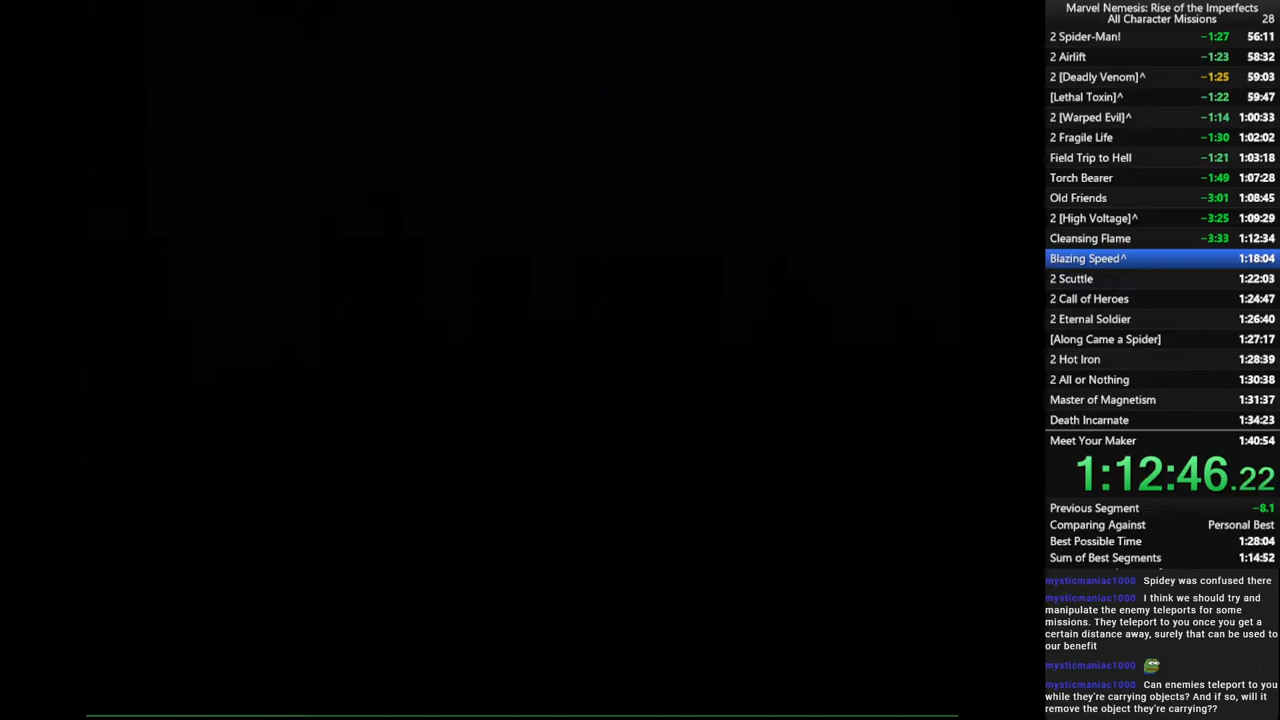 Marvel Nemesis: Rise of the Imperfects
All Character Missions 28
2 Spider-Man! −1:27 56:11
2 Airlift −1:23 58:32
2 [Deadly Venom]^ −1:25 59:03
[Lethal Toxin]^ −1:22 59:47
2 [Warped Evil]^ −1:14 1:00:33
2 Fragile Life −1:30 1:02:02
Field Trip to Hell −1:21 1:03:18
Torch Bearer −1:49 1:07:28
Old Friends −3:01 1:08:45
2 [High Voltage]^ −3:25 1:09:29
Cleansing Flame −3:33 1:12:34
Blazing Speed^ 1:18:04
2 Scuttle 1:22:03
2 Call of Heroes 1:24:47
2 Eternal Soldier 1:26:40
[Along Came a Spider] 1:27:17
2 Hot Iron 1:28:39
2 All or Nothing 1:30:38
Master of Magnetism 1:31:37
Death Incarnate 1:34:23
Meet Your Maker 1:40:54
1:12:46.22
Previous Segment −8.1
Comparing Against Personal Best
Best Possible Time 1:28:04
Sum of Best Segments 1:14:52
mysticmaniac1000 Spidey was confused there
mysticmaniac1000 I think we should try and
manipulate the enemy teleports for some
missions. They teleport to you once you get a
certain distance away, surely that can be used to
our benefit
mysticmaniac1000
mysticmaniac1000 Can enemies teleport to you
while they're carrying objects? And if so, will it
remove the object they're carrying??